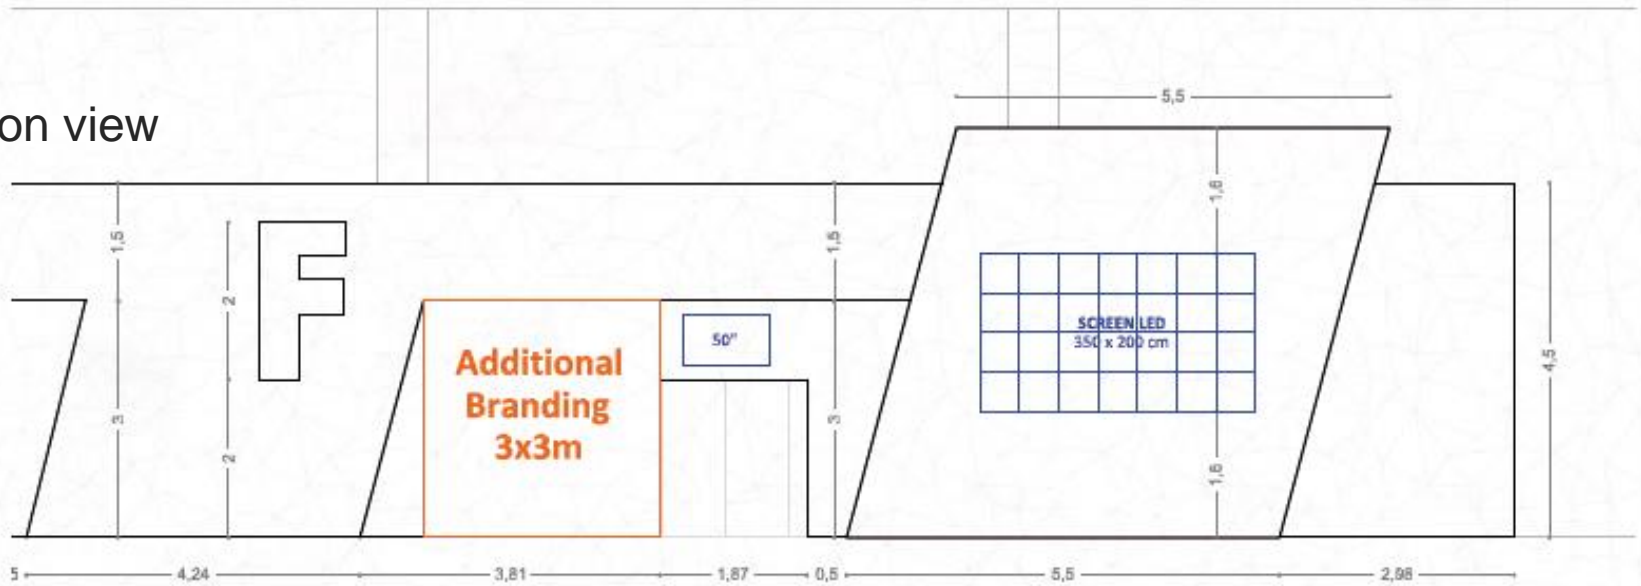 on view
5,5
1,6
1,5
1,5
F
2
50"
SCREEN LED
350 x 200 cm
Additional
Branding
3x3m
4,5
3
3
2
1,6
5
4,24
3,81
1,87
0,5
5,5
2,98